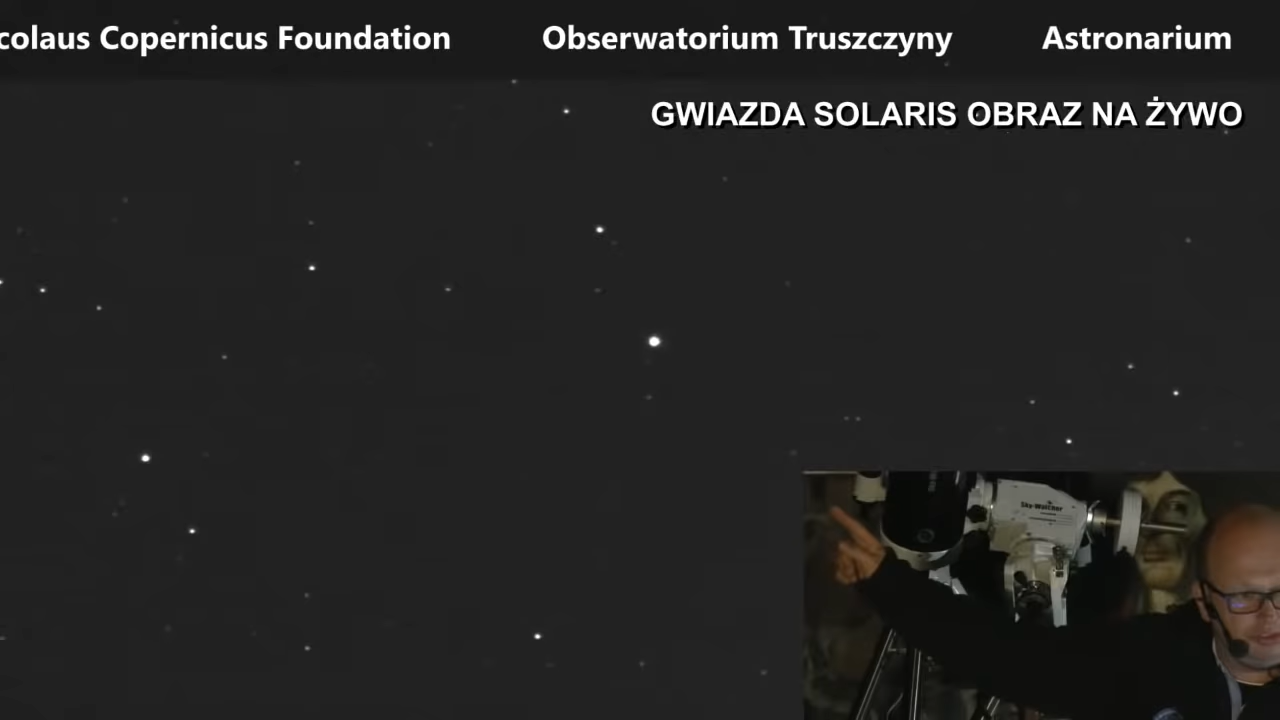 colaus Copernicus Foundation Obserwatorium Truszczyny Astronarium
GWIAZDA SOLARIS OBRAZ NA ŻYWO
Sky-Watcher